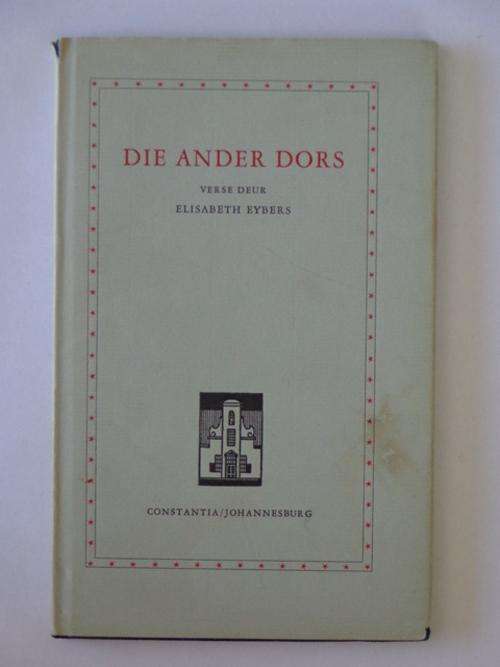 DIE ANDER DORS
VERSE DEUR
ELISABETH EYBERS
CONSTANTIA/JOHANNESBURG